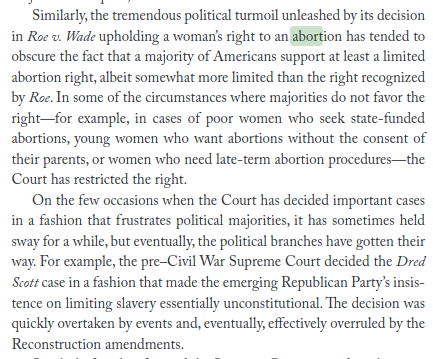 Similarly, the tremendous political turmoil unleashed by its decision
in Roe v. Wade upholding a woman's right to an abortion has tended to
obscure the fact that a majority of Americans support at least a limited
abortion right, albeit somewhat more limited than the right recognized
by Roe. In some of the circumstances where majorities do not favor the
right—for example, in cases of poor women who seek state-funded
abortions, young women who want abortions without the consent of
their parents, or women who need late-term abortion procedures—the
Court has restricted the right.
On the few occasions when the Court has decided important cases
in a fashion that frustrates political majorities, it has sometimes held
sway for a while, but eventually, the political branches have gotten their
way. For example, the pre–Civil War Supreme Court decided the Dred
Scott case in a fashion that made the emerging Republican Party's insis-
tence on limiting slavery essentially unconstitutional. The decision was
quickly overtaken by events and, eventually, effectively overruled by the
Reconstruction amendments.